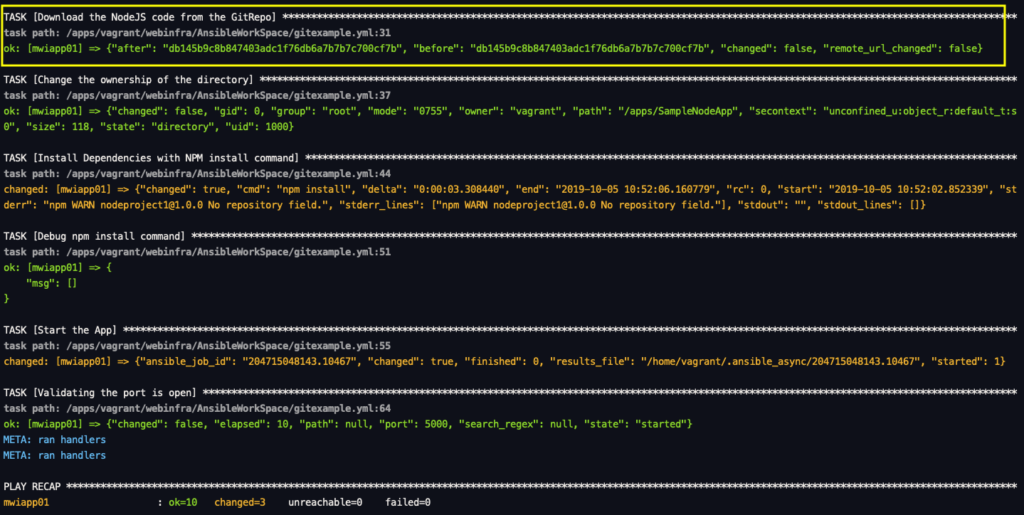 TASK [Download the NodeJS code from the GitRepo] ********************************************************************************************************************************
task path: /apps/vagrant/webinfra/AnsibleWorkSpace/gitexample.yml:31
ok: [mwiapp01] => {"after": "db145b9c8b847403adc1f76db6a7b7b7c700cf7b", "before": "db145b9c8b847403adc1f76db6a7b7b7c700cf7b", "changed": false, "remote_url_changed": false}
TASK [Change the ownership of the directory] ************************************************************************************************************************************
task path: /apps/vagrant/webinfra/AnsibleWorkSpace/gitexample.yml:37
ok: [mwiapp01] => {"changed": false, "gid": 0, "group": "root", "mode": "0755", "owner": "vagrant", "path": "/apps/SampleNodeApp", "secontext": "unconfined_u:object_r:default_t:s
0", "size": 118, "state": "directory", "uid": 1000}
TASK [Install Dependencies with NPM install command] ****************************************************************************************************************************
task path: /apps/vagrant/webinfra/AnsibleWorkSpace/gitexample.yml:44
changed: [mwiapp01] => {"changed": true, "cmd": "npm install", "delta": "0:00:03.308440", "end": "2019-10-05 10:52:06.160779", "rc": 0, "start": "2019-10-05 10:52:02.852339", "st
derr": "npm WARN nodeproject1@1.0.0 No repository field.", "stderr_lines": ["npm WARN nodeproject1@1.0.0 No repository field."], "stdout": "", "stdout_lines": []}
TASK [Debug npm install command] ************************************************************************************************************************************************
task path: /apps/vagrant/webinfra/AnsibleWorkSpace/gitexample.yml:51
ok: [mwiapp01] => {
"msg": []
}
TASK [Start the App] ************************************************************************************************************************************************************
task path: /apps/vagrant/webinfra/AnsibleWorkSpace/gitexample.yml:55
changed: [mwiapp01] => {"ansible_job_id": "204715048143.10467", "changed": true, "finished": 0, "results_file": "/home/vagrant/.ansible_async/204715048143.10467", "started": 1}
TASK [Validating the port is open] **********************************************************************************************************************************************
task path: /apps/vagrant/webinfra/AnsibleWorkSpace/gitexample.yml:64
ok: [mwiapp01] => {"changed": false, "elapsed": 10, "path": null, "port": 5000, "search_regex": null, "state": "started"}
META: ran handlers
META: ran handlers
PLAY RECAP **********************************************************************************************************************************************************************
mwiapp01 : ok=10 changed=3 unreachable=0 failed=0